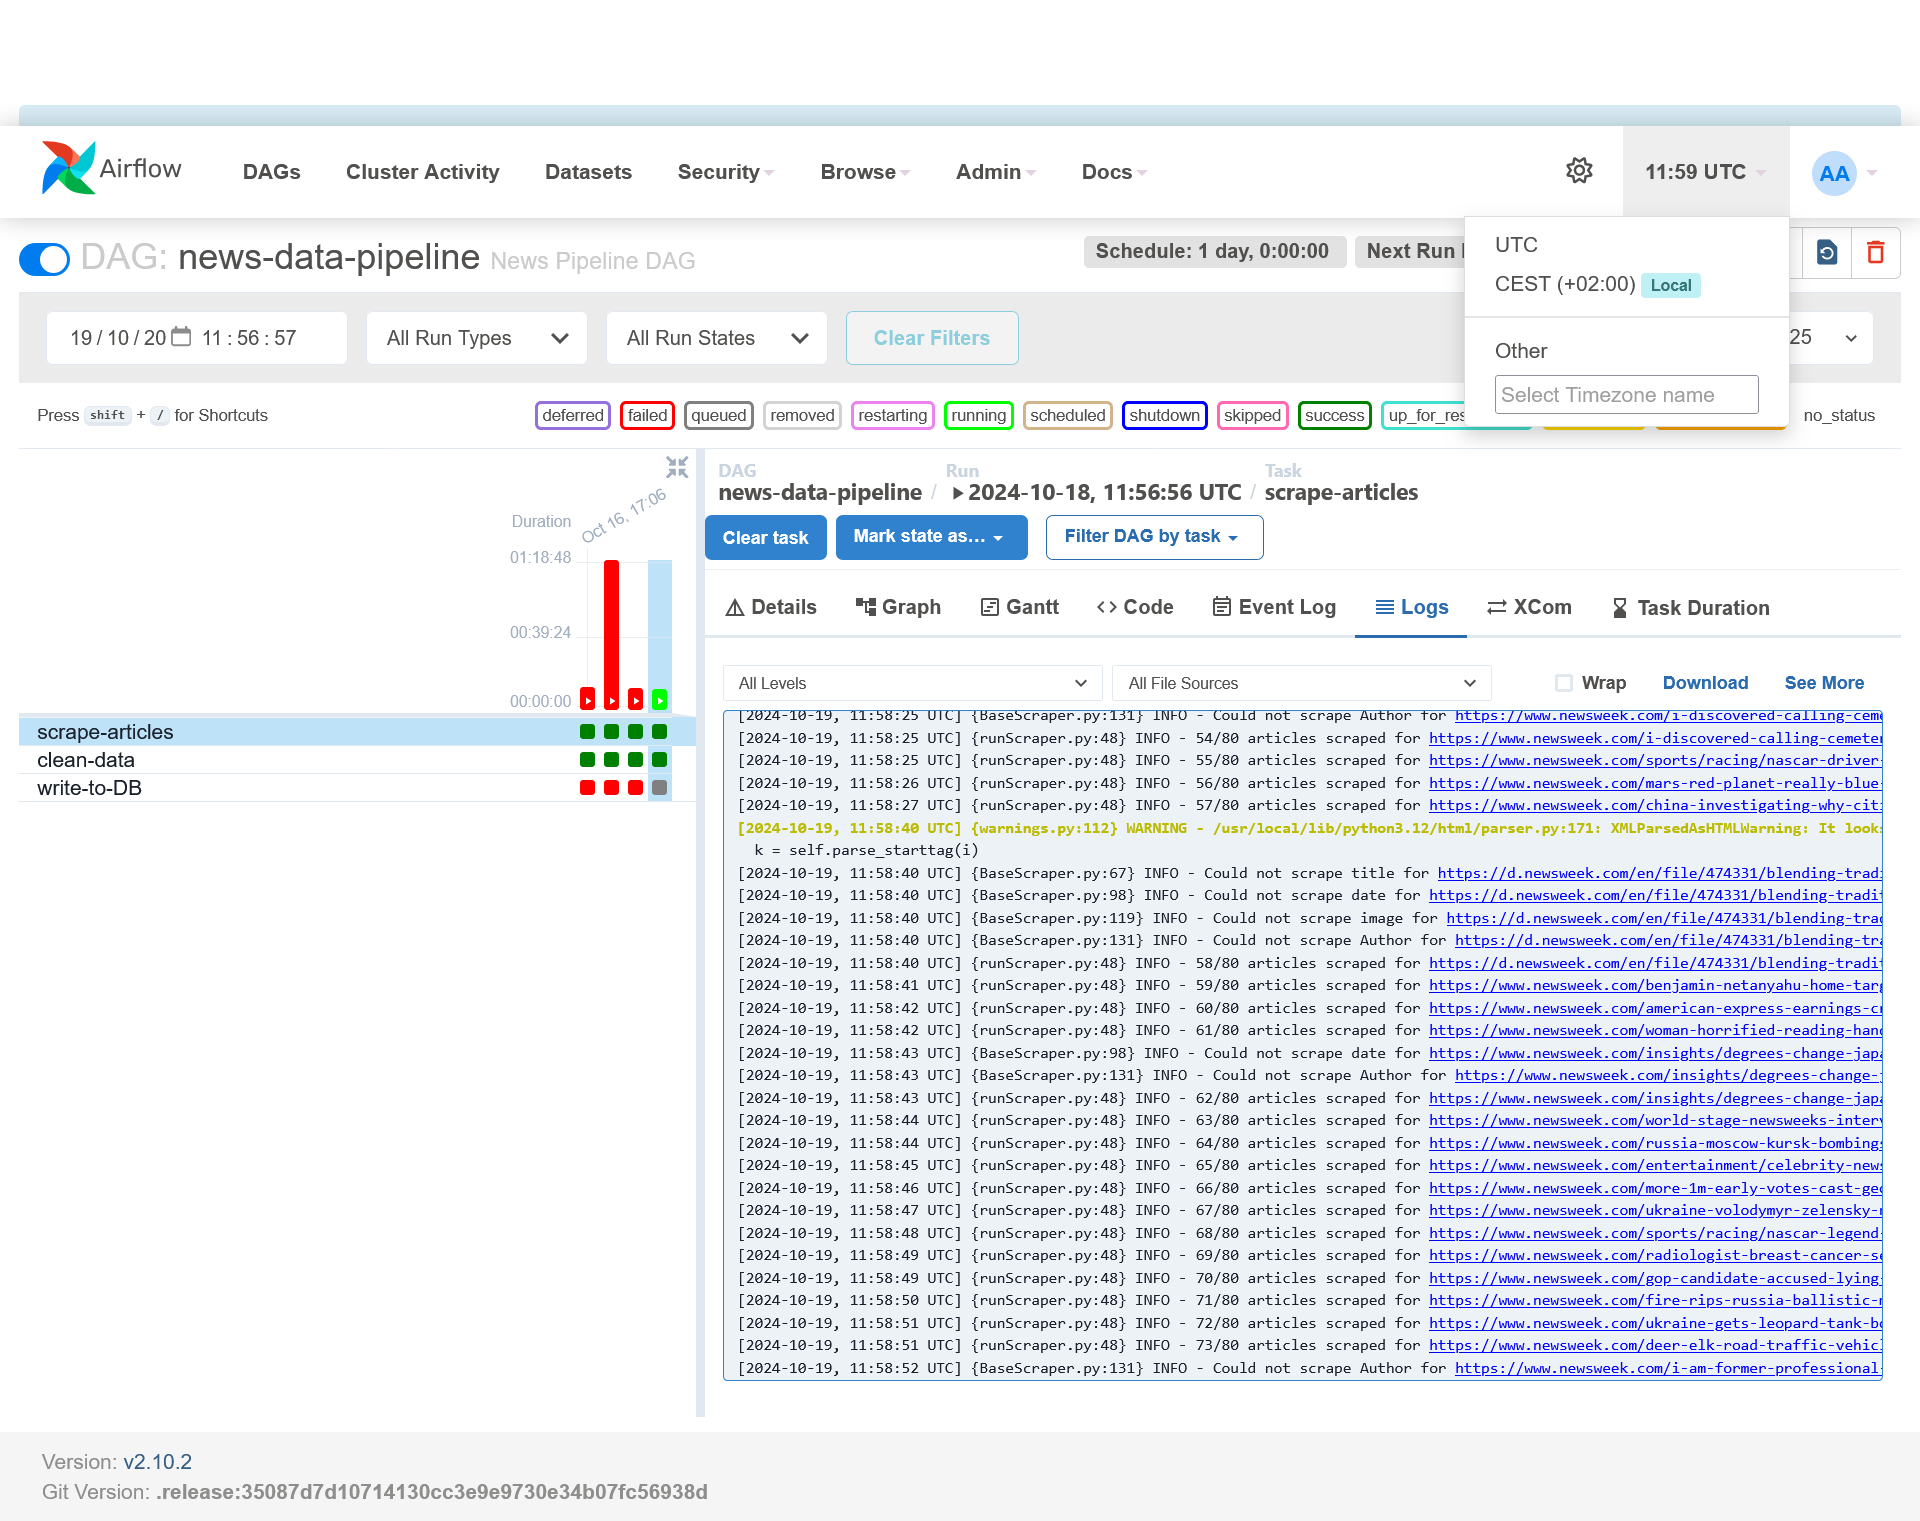 Airflow
DAGs Cluster Activity Datasets Security Browse Admin Docs 11:59 UTC AA
DAG: news-data-pipeline News Pipeline DAG
Schedule: 1 day, 0:00:00 Next Run
UTC
CEST (+02:00) Local
Other
Select Timezone name
19 / 10 / 20 11 : 56 : 57 All Run Types All Run States Clear Filters 25
Press shift + / for Shortcuts
deferred failed queued removed restarting running scheduled shutdown skipped success up_for_res no_status
Duration
Oct 16, 17:06
01:18:48
00:39:24
00:00:00
scrape-articles
clean-data
write-to-DB
DAG Run Task
news-data-pipeline / 2024-10-18, 11:56:56 UTC / scrape-articles
Clear task Mark state as… Filter DAG by task
Details Graph Gantt Code Event Log Logs XCom Task Duration
All Levels All File Sources Wrap Download See More
[2024-10-19, 11:58:25 UTC] {BaseScraper.py:131} INFO - Could not scrape Author for https://www.newsweek.com/i-discovered-calling-ceme
[2024-10-19, 11:58:25 UTC] {runScraper.py:48} INFO - 54/80 articles scraped for https://www.newsweek.com/i-discovered-calling-cemeter
[2024-10-19, 11:58:25 UTC] {runScraper.py:48} INFO - 55/80 articles scraped for https://www.newsweek.com/sports/racing/nascar-driver-
[2024-10-19, 11:58:26 UTC] {runScraper.py:48} INFO - 56/80 articles scraped for https://www.newsweek.com/mars-red-planet-really-blue-
[2024-10-19, 11:58:27 UTC] {runScraper.py:48} INFO - 57/80 articles scraped for https://www.newsweek.com/china-investigating-why-citi
[2024-10-19, 11:58:40 UTC] {warnings.py:112} WARNING - /usr/local/lib/python3.12/html/parser.py:171: XMLParsedAsHTMLWarning: It looks
k = self.parse_starttag(i)
[2024-10-19, 11:58:40 UTC] {BaseScraper.py:67} INFO - Could not scrape title for https://d.newsweek.com/en/file/474331/blending-tradi
[2024-10-19, 11:58:40 UTC] {BaseScraper.py:98} INFO - Could not scrape date for https://d.newsweek.com/en/file/474331/blending-tradit
[2024-10-19, 11:58:40 UTC] {BaseScraper.py:119} INFO - Could not scrape image for https://d.newsweek.com/en/file/474331/blending-trad
[2024-10-19, 11:58:40 UTC] {BaseScraper.py:131} INFO - Could not scrape Author for https://d.newsweek.com/en/file/474331/blending-tra
[2024-10-19, 11:58:40 UTC] {runScraper.py:48} INFO - 58/80 articles scraped for https://d.newsweek.com/en/file/474331/blending-tradit
[2024-10-19, 11:58:41 UTC] {runScraper.py:48} INFO - 59/80 articles scraped for https://www.newsweek.com/benjamin-netanyahu-home-targ
[2024-10-19, 11:58:42 UTC] {runScraper.py:48} INFO - 60/80 articles scraped for https://www.newsweek.com/american-express-earnings-cr
[2024-10-19, 11:58:42 UTC] {runScraper.py:48} INFO - 61/80 articles scraped for https://www.newsweek.com/woman-horrified-reading-hand
[2024-10-19, 11:58:43 UTC] {BaseScraper.py:98} INFO - Could not scrape date for https://www.newsweek.com/insights/degrees-change-japa
[2024-10-19, 11:58:43 UTC] {BaseScraper.py:131} INFO - Could not scrape Author for https://www.newsweek.com/insights/degrees-change-j
[2024-10-19, 11:58:43 UTC] {runScraper.py:48} INFO - 62/80 articles scraped for https://www.newsweek.com/insights/degrees-change-japa
[2024-10-19, 11:58:44 UTC] {runScraper.py:48} INFO - 63/80 articles scraped for https://www.newsweek.com/world-stage-newsweeks-interv
[2024-10-19, 11:58:44 UTC] {runScraper.py:48} INFO - 64/80 articles scraped for https://www.newsweek.com/russia-moscow-kursk-bombings
[2024-10-19, 11:58:45 UTC] {runScraper.py:48} INFO - 65/80 articles scraped for https://www.newsweek.com/entertainment/celebrity-news
[2024-10-19, 11:58:46 UTC] {runScraper.py:48} INFO - 66/80 articles scraped for https://www.newsweek.com/more-1m-early-votes-cast-geo
[2024-10-19, 11:58:47 UTC] {runScraper.py:48} INFO - 67/80 articles scraped for https://www.newsweek.com/ukraine-volodymyr-zelensky-n
[2024-10-19, 11:58:48 UTC] {runScraper.py:48} INFO - 68/80 articles scraped for https://www.newsweek.com/sports/racing/nascar-legend-
[2024-10-19, 11:58:49 UTC] {runScraper.py:48} INFO - 69/80 articles scraped for https://www.newsweek.com/radiologist-breast-cancer-se
[2024-10-19, 11:58:49 UTC] {runScraper.py:48} INFO - 70/80 articles scraped for https://www.newsweek.com/gop-candidate-accused-lying-
[2024-10-19, 11:58:50 UTC] {runScraper.py:48} INFO - 71/80 articles scraped for https://www.newsweek.com/fire-rips-russia-ballistic-m
[2024-10-19, 11:58:51 UTC] {runScraper.py:48} INFO - 72/80 articles scraped for https://www.newsweek.com/ukraine-gets-leopard-tank-bo
[2024-10-19, 11:58:51 UTC] {runScraper.py:48} INFO - 73/80 articles scraped for https://www.newsweek.com/deer-elk-road-traffic-vehicl
[2024-10-19, 11:58:52 UTC] {BaseScraper.py:131} INFO - Could not scrape Author for https://www.newsweek.com/i-am-former-professional-
Version: v2.10.2
Git Version: .release:35087d7d10714130cc3e9e9730e34b07fc56938d